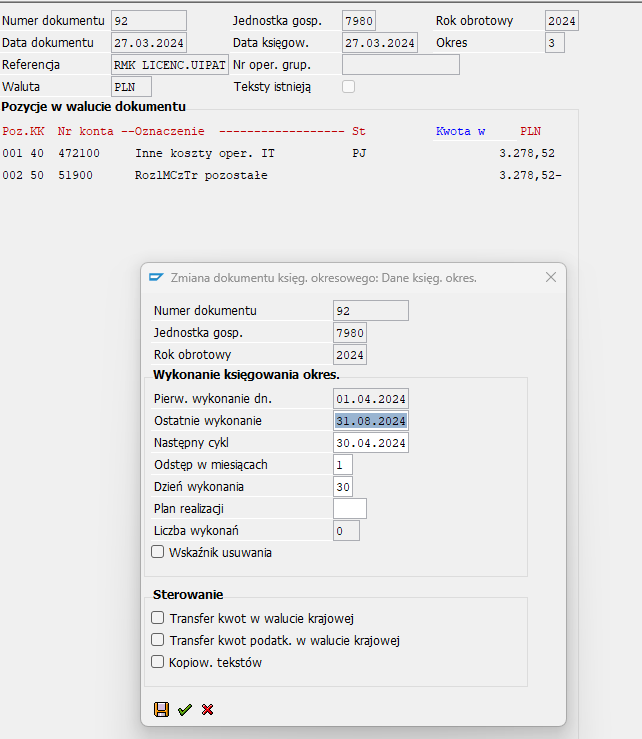 Numer dokumentu 92 Jednostka gosp. 7980 Rok obrotowy 2024
Data dokumentu 27.03.2024 Data księgow. 27.03.2024 Okres 3
Referencja RMK LICENC.UIPAT Nr oper. grup.
Waluta PLN Teksty istnieją
Pozycje w walucie dokumentu
Poz.KK Nr konta --Oznaczenie ------------------ St Kwota w PLN
001 40 472100 Inne koszty oper. IT PJ 3.278,52
002 50 51900 RozlMCzTr pozostałe 3.278,52-
Zmiana dokumentu księg. okresowego: Dane księg. okres.
Numer dokumentu 92
Jednostka gosp. 7980
Rok obrotowy 2024
Wykonanie księgowania okres.
Pierw. wykonanie dn. 01.04.2024
Ostatnie wykonanie 31.08.2024
Następny cykl 30.04.2024
Odstęp w miesiącach 1
Dzień wykonania 30
Plan realizacji
Liczba wykonań 0
Wskaźnik usuwania
Sterowanie
Transfer kwot w walucie krajowej
Transfer kwot podatk. w walucie krajowej
Kopiow. tekstów